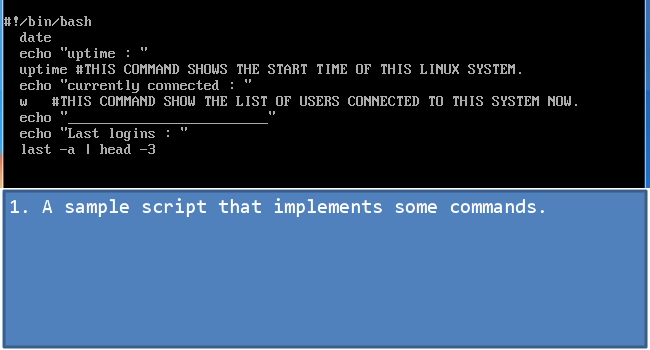 #!/bin/bash
date
echo "uptime : "
uptime #THIS COMMAND SHOWS THE START TIME OF THIS LINUX SYSTEM.
echo "currently connected : "
w #THIS COMMAND SHOW THE LIST OF USERS CONNECTED TO THIS SYSTEM NOW.
echo "_________________________"
echo "Last logins : "
last -a | head -3
1. A sample script that implements some commands.